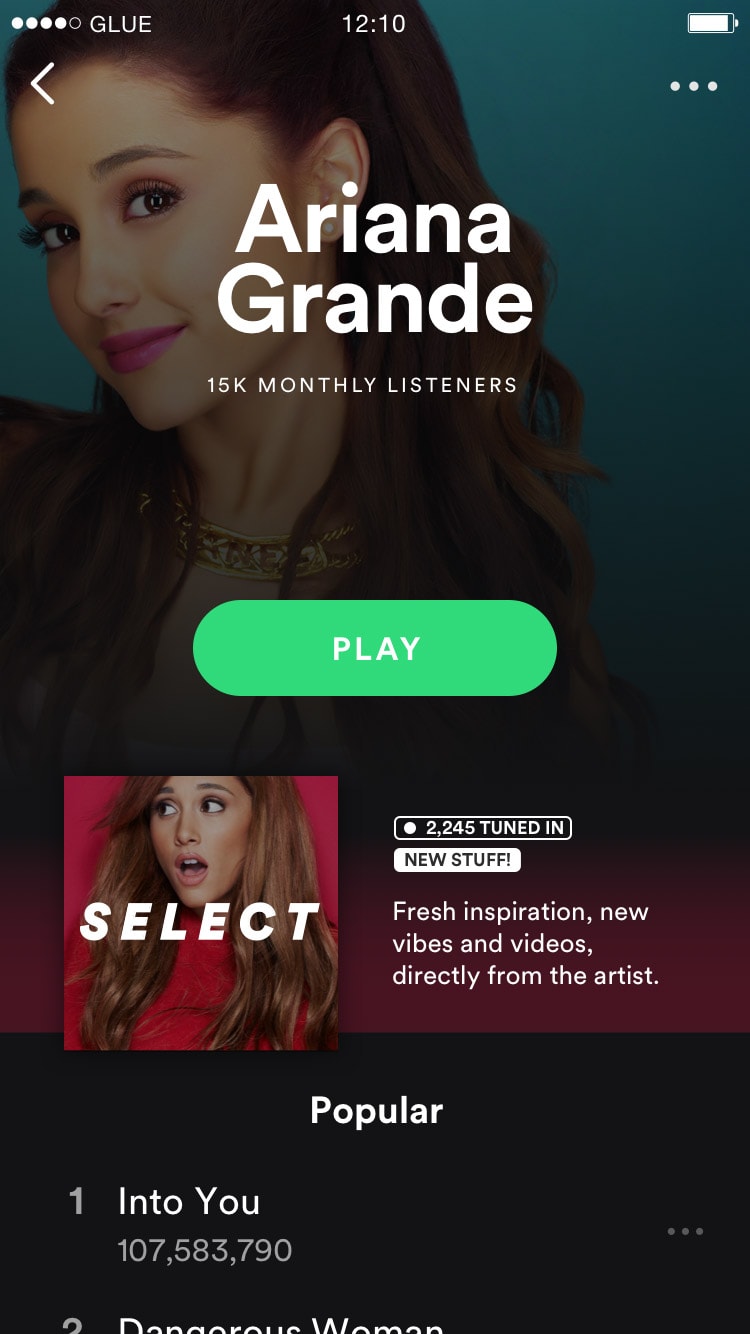 GLUE 12:10
Ariana
Grande
15K MONTHLY LISTENERS
PLAY
SELECT
2,245 TUNED IN
NEW STUFF!
Fresh inspiration, new
vibes and videos,
directly from the artist.
Popular
1 Into You
107,583,790
2 Dangerous Woman